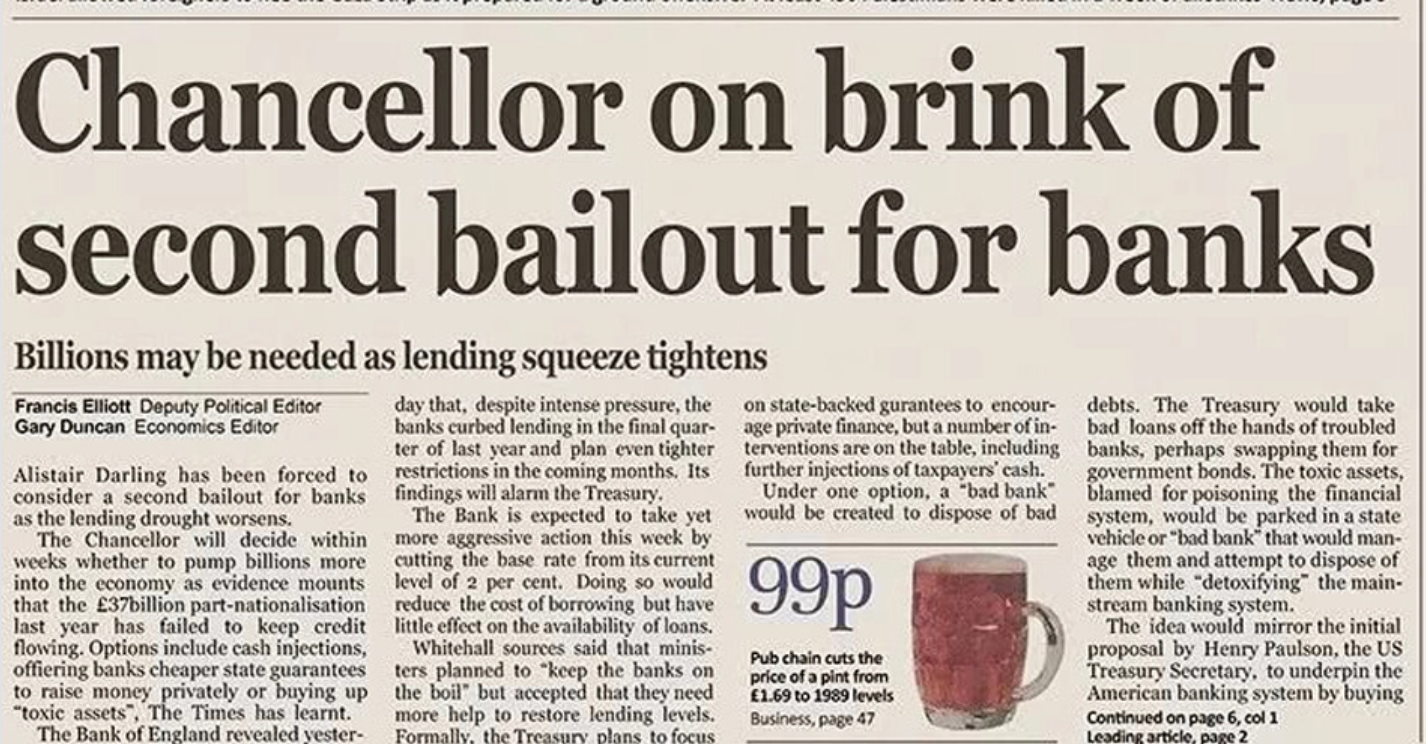 Chancellor on brink of
second bailout for banks
Billions may be needed as lending squeeze tightens
Francis Elliott Deputy Political Editor
Gary Duncan Economics Editor
Alistair Darling has been forced to
consider a second bailout for banks
as the lending drought worsens.
The Chancellor will decide within
weeks whether to pump billions more
into the economy as evidence mounts
that the £37billion part-nationalisation
last year has failed to keep credit
flowing. Options include cash injections,
offiering banks cheaper state guarantees
to raise money privately or buying up
“toxic assets”, The Times has learnt.
The Bank of England revealed yester-
day that, despite intense pressure, the
banks curbed lending in the final quar-
ter of last year and plan even tighter
restrictions in the coming months. Its
findings will alarm the Treasury.
The Bank is expected to take yet
more aggressive action this week by
cutting the base rate from its current
level of 2 per cent. Doing so would
reduce the cost of borrowing but have
little effect on the availability of loans.
Whitehall sources said that minis-
ters planned to “keep the banks on
the boil” but accepted that they need
more help to restore lending levels.
Formally, the Treasury plans to focus
on state-backed gurantees to encour-
age private finance, but a number of in-
terventions are on the table, including
further injections of taxpayers’ cash.
Under one option, a “bad bank”
would be created to dispose of bad
99p
Pub chain cuts the
price of a pint from
£1.69 to 1989 levels
Business, page 47
debts. The Treasury would take
bad loans off the hands of troubled
banks, perhaps swapping them for
government bonds. The toxic assets,
blamed for poisoning the financial
system, would be parked in a state
vehicle or “bad bank” that would man-
age them and attempt to dispose of
them while “detoxifying” the main-
stream banking system.
The idea would mirror the initial
proposal by Henry Paulson, the US
Treasury Secretary, to underpin the
American banking system by buying
Continued on page 6, col 1
Leading article, page 2